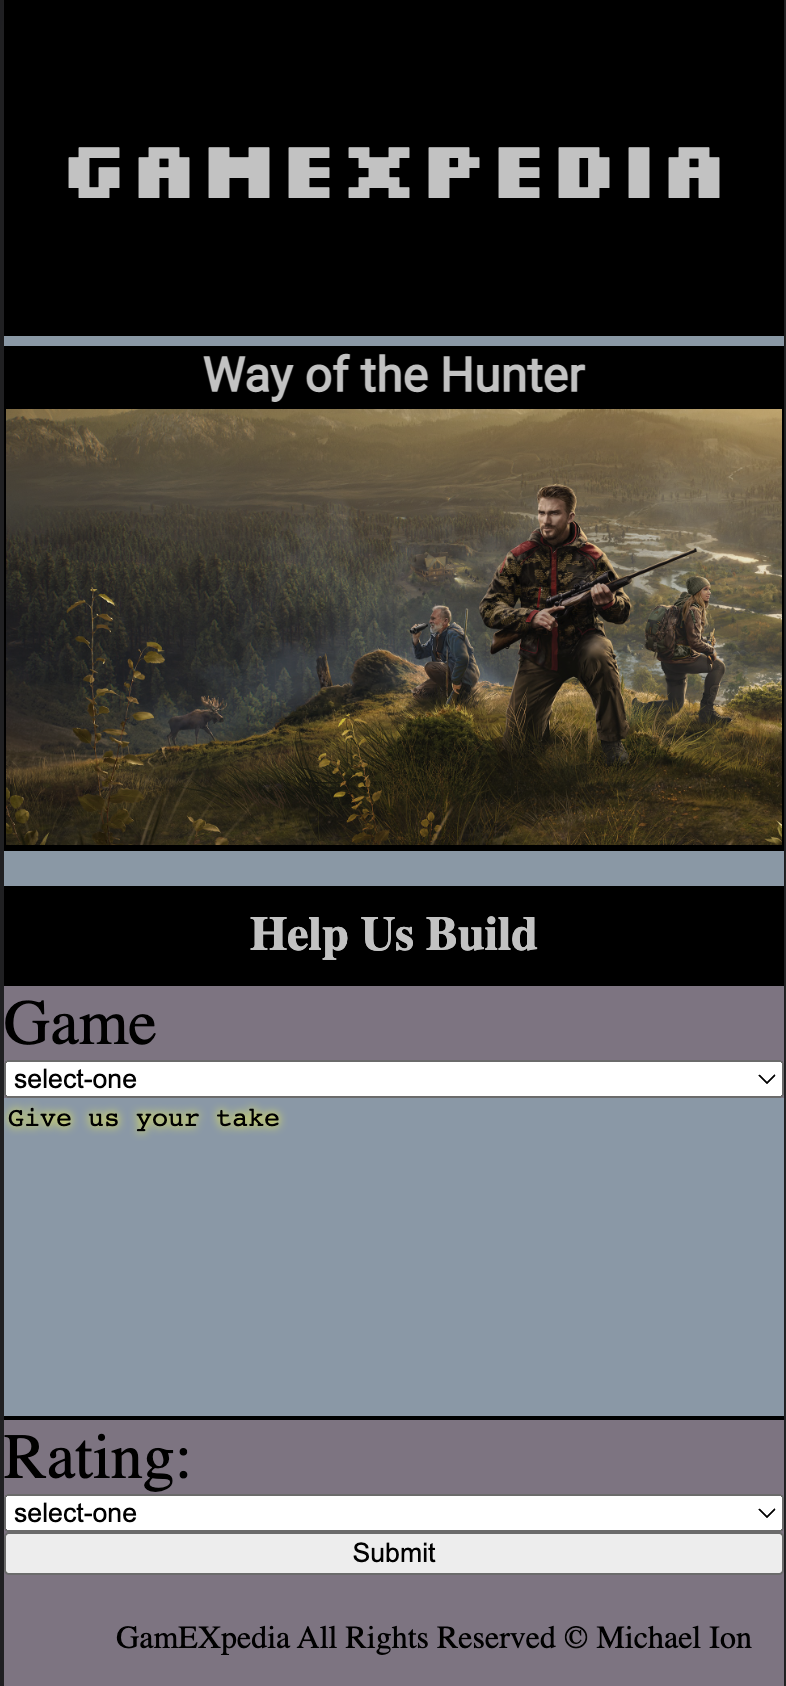 GAMEXPEDIA
Way of the Hunter
Help Us Build
Game
select-one
Give us your take
Rating:
select-one
Submit
GamEXpedia All Rights Reserved © Michael Ion